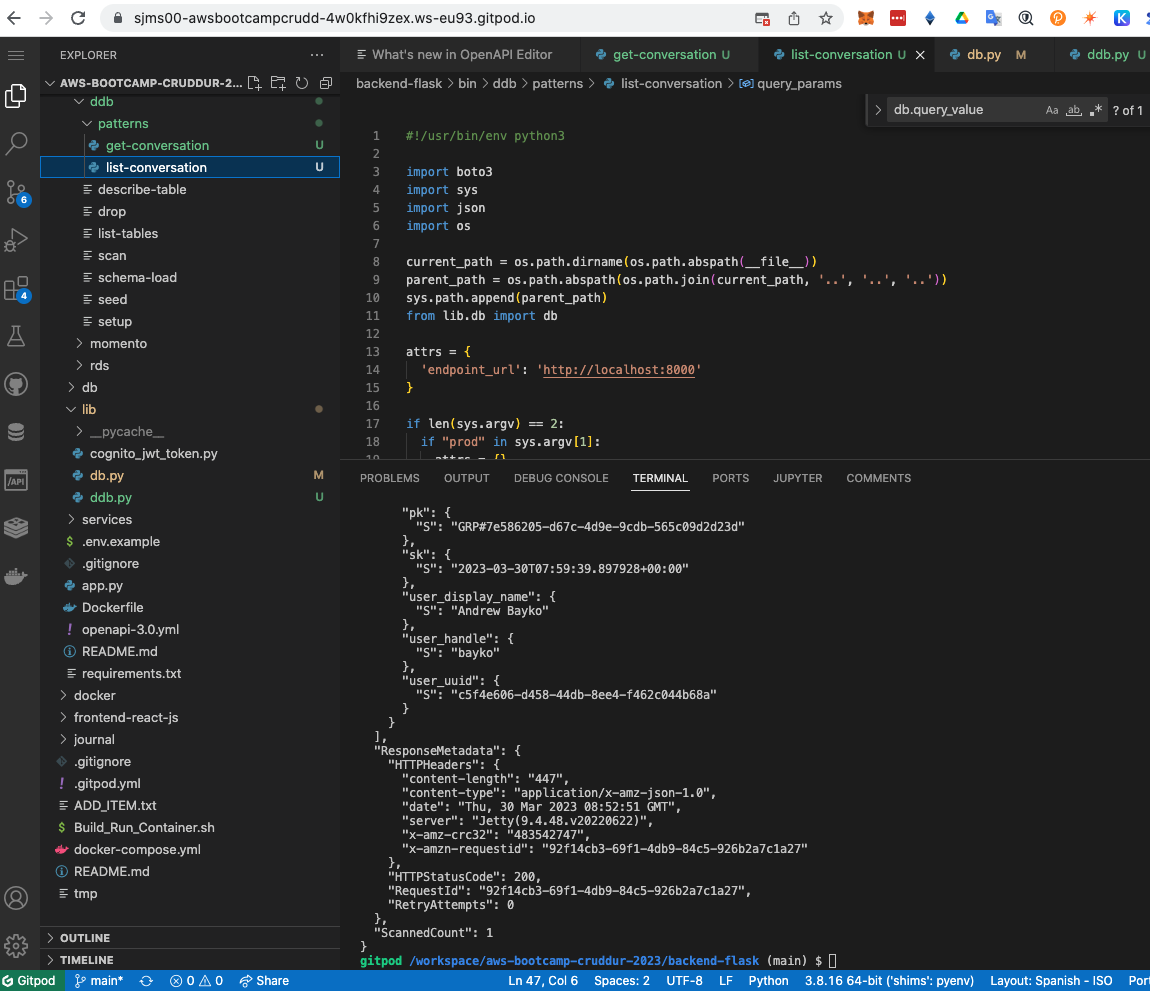 sjms00-awsbootcampcrudd-4w0kfhi9zex.ws-eu93.gitpod.io
EXPLORER
AWS-BOOTCAMP-CRUDDUR-2...
ddb
patterns
get-conversation U
list-conversation U
describe-table
drop
list-tables
scan
schema-load
seed
setup
momento
rds
db
lib
__pycache__
cognito_jwt_token.py
db.py M
ddb.py U
services
.env.example
.gitignore
app.py
Dockerfile
openapi-3.0.yml
README.md
requirements.txt
docker
frontend-react-js
journal
.gitignore
.gitpod.yml
ADD_ITEM.txt
Build_Run_Container.sh
docker-compose.yml
README.md
tmp
OUTLINE
TIMELINE
6
4
/API
What's new in OpenAPI Editor get-conversation U list-conversation U db.py M ddb.py U
backend-flask > bin > ddb > patterns > list-conversation > query_params
db.query_value Aa ab .* ? of 1
1 #!/usr/bin/env python3
2
3 import boto3
4 import sys
5 import json
6 import os
7
8 current_path = os.path.dirname(os.path.abspath(__file__))
9 parent_path = os.path.abspath(os.path.join(current_path, '..', '..', '..'))
10 sys.path.append(parent_path)
11 from lib.db import db
12
13 attrs = {
14 'endpoint_url': 'http://localhost:8000'
15 }
16
17 if len(sys.argv) == 2:
18 if "prod" in sys.argv[1]:
19 attrs = {}
PROBLEMS OUTPUT DEBUG CONSOLE TERMINAL PORTS JUPYTER COMMENTS
"pk": {
"S": "GRP#7e586205-d67c-4d9e-9cdb-565c09d2d23d"
},
"sk": {
"S": "2023-03-30T07:59:39.897928+00:00"
},
"user_display_name": {
"S": "Andrew Bayko"
},
"user_handle": {
"S": "bayko"
},
"user_uuid": {
"S": "c5f4e606-d458-44db-8ee4-f462c044b68a"
}
}
],
"ResponseMetadata": {
"HTTPHeaders": {
"content-length": "447",
"content-type": "application/x-amz-json-1.0",
"date": "Thu, 30 Mar 2023 08:52:51 GMT",
"server": "Jetty(9.4.48.v20220622)",
"x-amz-crc32": "483542747",
"x-amzn-requestid": "92f14cb3-69f1-4db9-84c5-926b2a7c1a27"
},
"HTTPStatusCode": 200,
"RequestId": "92f14cb3-69f1-4db9-84c5-926b2a7c1a27",
"RetryAttempts": 0
},
"ScannedCount": 1
}
gitpod /workspace/aws-bootcamp-cruddur-2023/backend-flask (main) $
Gitpod main* 0 0 Share Ln 47, Col 6 Spaces: 2 UTF-8 LF Python 3.8.16 64-bit ('shims': pyenv) Layout: Spanish - ISO Por